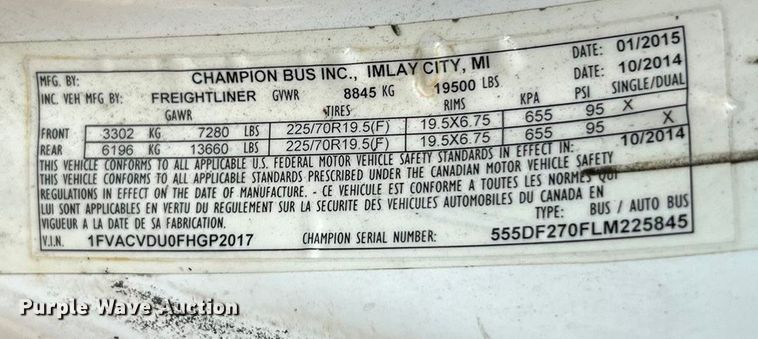 MFG. BY: CHAMPION BUS INC., IMLAY CITY, MI DATE: 01/2015
INC. VEH MFG BY: FREIGHTLINER GVWR 8845 KG 19500 LBS DATE: 10/2014
GAWR TIRES RIMS KPA PSI SINGLE/DUAL
FRONT 3302 KG 7280 LBS 225/70R19.5(F) 19.5X6.75 655 95 X
REAR 6196 KG 13660 LBS 225/70R19.5(F) 19.5X6.75 655 95 X
THIS VEHICLE CONFORMS TO ALL APPLICABLE U.S. FEDERAL MOTOR VEHICLE SAFETY STANDARDS IN EFFECT IN: 10/2014
THIS VEHICLE CONFORMS TO ALL APPLICABLE STANDARDS PRESCRIBED UNDER THE CANADIAN MOTOR VEHICLE SAFETY
REGULATIONS IN EFFECT ON THE DATE OF MANUFACTURE. - CE VEHICULE EST CONFORME A TOUTES LES NORMES QUI
LUI SONT APPLICABLES EN VERTU DU REGULEMENT SUR LA SECURITE DES VEHICULES AUTOMOBILES DU CANADA EN
VIGUEUR A LA DATE DE SA FABRICATION. TYPE: BUS / AUTO BUS
V.I.N. 1FVACVDU0FHGP2017 CHAMPION SERIAL NUMBER: 555DF270FLM225845
Purple Wave Auction